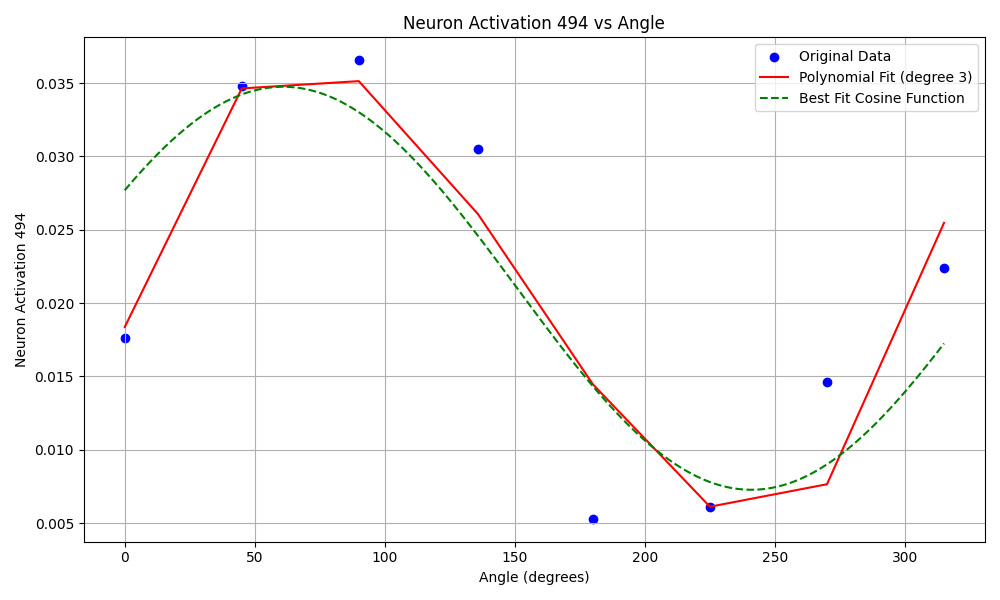 Neuron Activation 494 vs Angle
Original Data
Polynomial Fit (degree 3)
Best Fit Cosine Function
Neuron Activation 494
0.035
0.030
0.025
0.020
0.015
0.010
0.005
0
50
100
150
200
250
300
Angle (degrees)